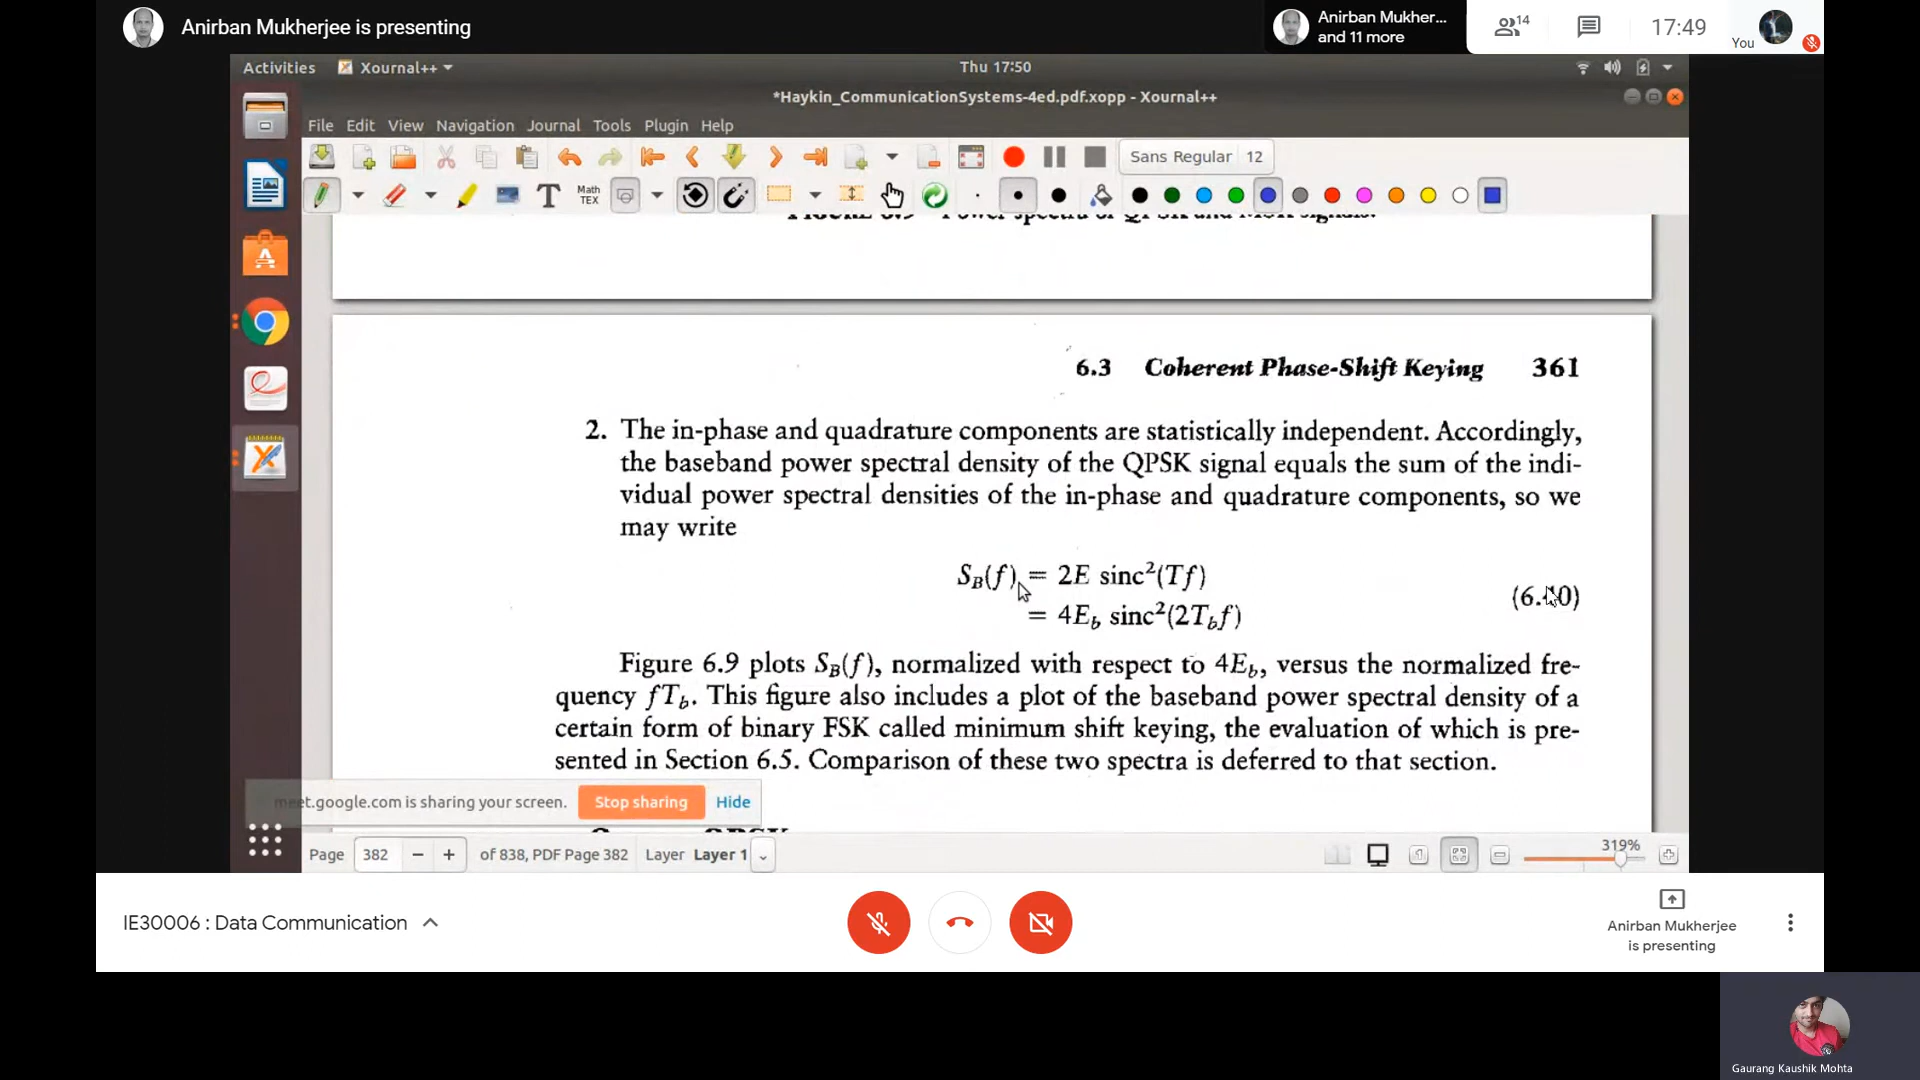 Anirban Mukherjee is presenting
Anirban Mukher...
and 11 more
14
17:49
You
Activities
Xournal++
Thu 17:50
*Haykin_CommunicationSystems-4ed.pdf.xopp - Xournal++
File Edit View Navigation Journal Tools Plugin Help
Sans Regular 12
Math
TEX
Power spectra of QPSK and MSK signals.
6.3 Coherent Phase-Shift Keying 361
2. The in-phase and quadrature components are statistically independent. Accordingly,
the baseband power spectral density of the QPSK signal equals the sum of the indi-
vidual power spectral densities of the in-phase and quadrature components, so we
may write
S_B(f) = 2E sinc²(Tf)
= 4E_b sinc²(2T_b f)
(6.40)
Figure 6.9 plots S_B(f), normalized with respect to 4E_b, versus the normalized fre-
quency fT_b. This figure also includes a plot of the baseband power spectral density of a
certain form of binary FSK called minimum shift keying, the evaluation of which is pre-
sented in Section 6.5. Comparison of these two spectra is deferred to that section.
meet.google.com is sharing your screen. Stop sharing Hide
Page 382 − + of 838, PDF Page 382 Layer Layer 1
319%
IE30006 : Data Communication
Anirban Mukherjee
is presenting
Gaurang Kaushik Mohta